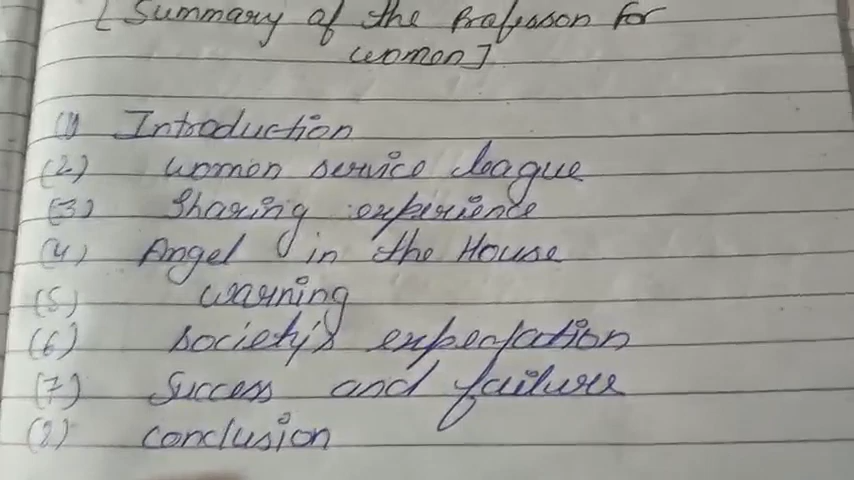 [Summary of the Profession For
women]
(1) Introduction
(2) women service league
(3) Sharing experience
(4) Angel in the House
(5) warning
(6) society's expectation
(7) Success and failure
(8) conclusion